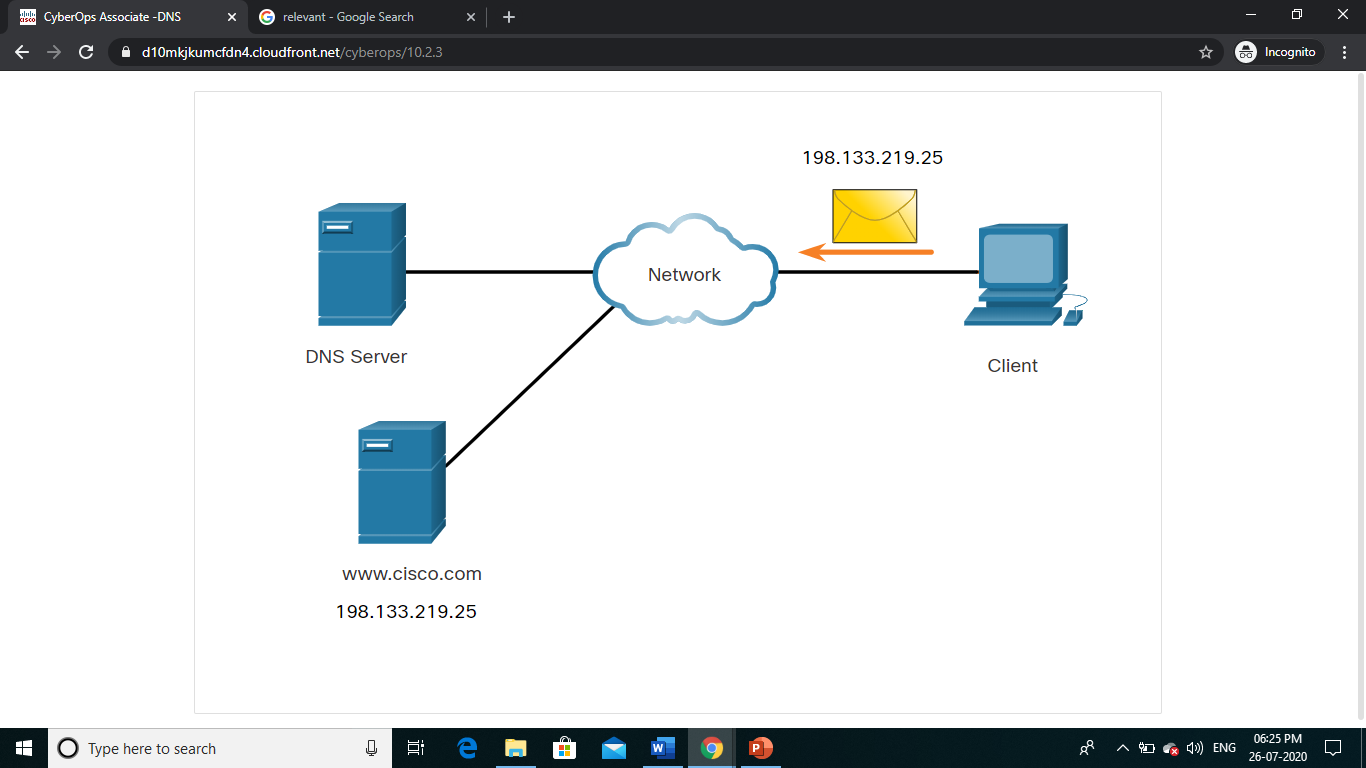 CyberOps Associate -DNS
relevant - Google Search
d10mkjkumcfdn4.cloudfront.net/cyberops/10.2.3
Incognito
198.133.219.25
Network
DNS Server
Client
www.cisco.com
198.133.219.25
Type here to search
ENG
06:25 PM
26-07-2020